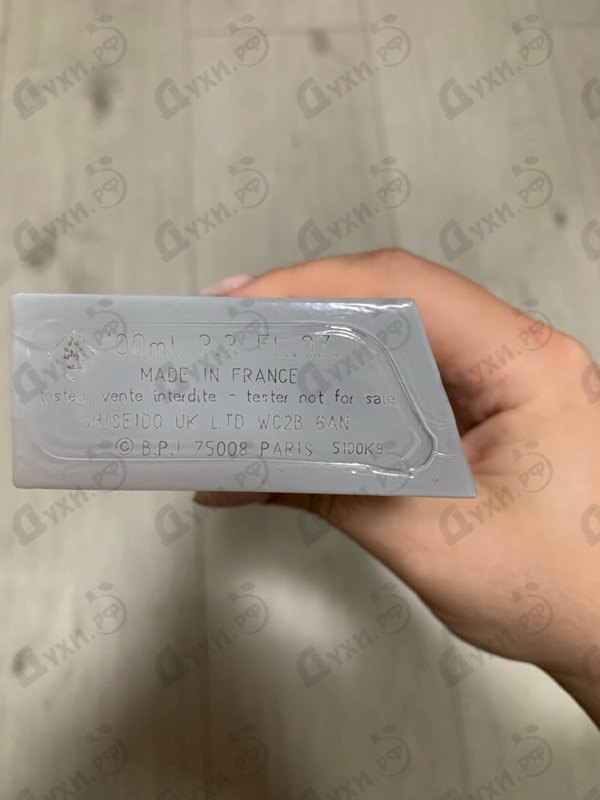 100ml 3.3 FL.OZ.
MADE IN FRANCE
testeur vente interdite - tester not for sale
SHISEIDO UK LTD WC2B 6AN
© B.P.I 75008 PARIS 5100K9
Духи.рф